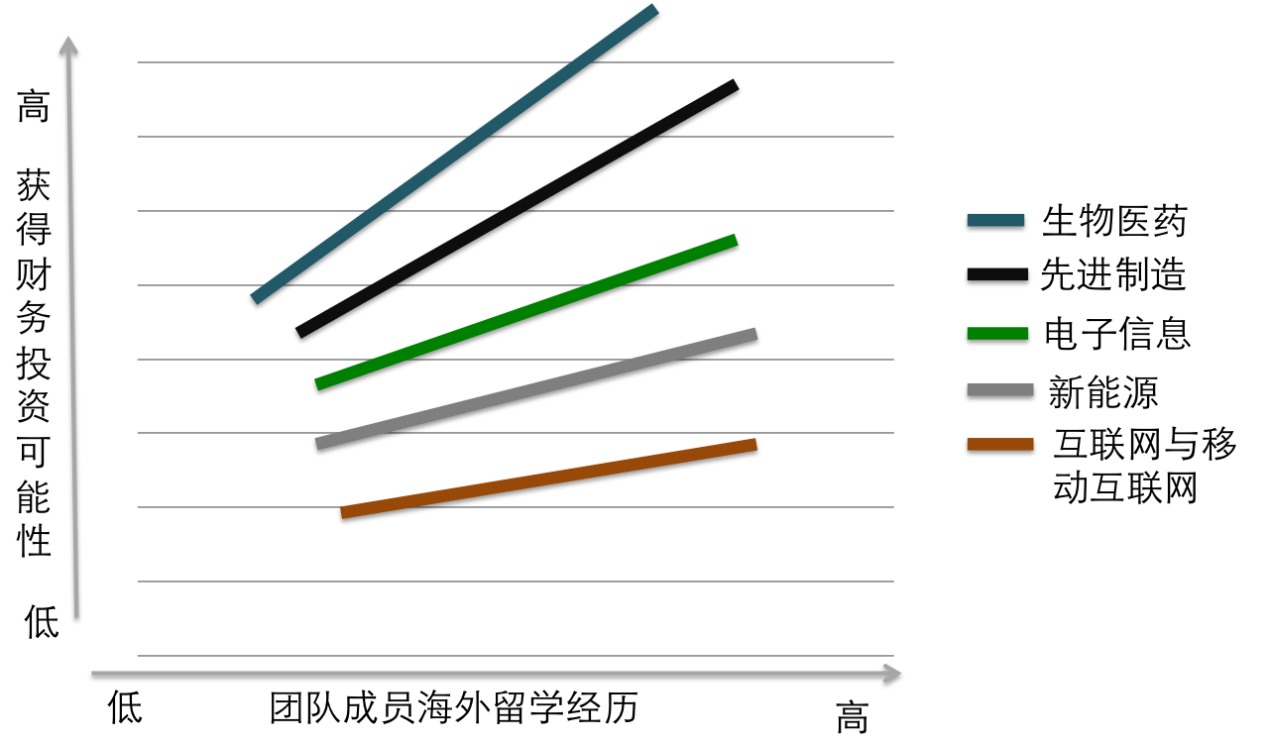 高
获得财务投资可能性
低
低
团队成员海外留学经历
高
生物医药
先进制造
电子信息
新能源
互联网与移
动互联网